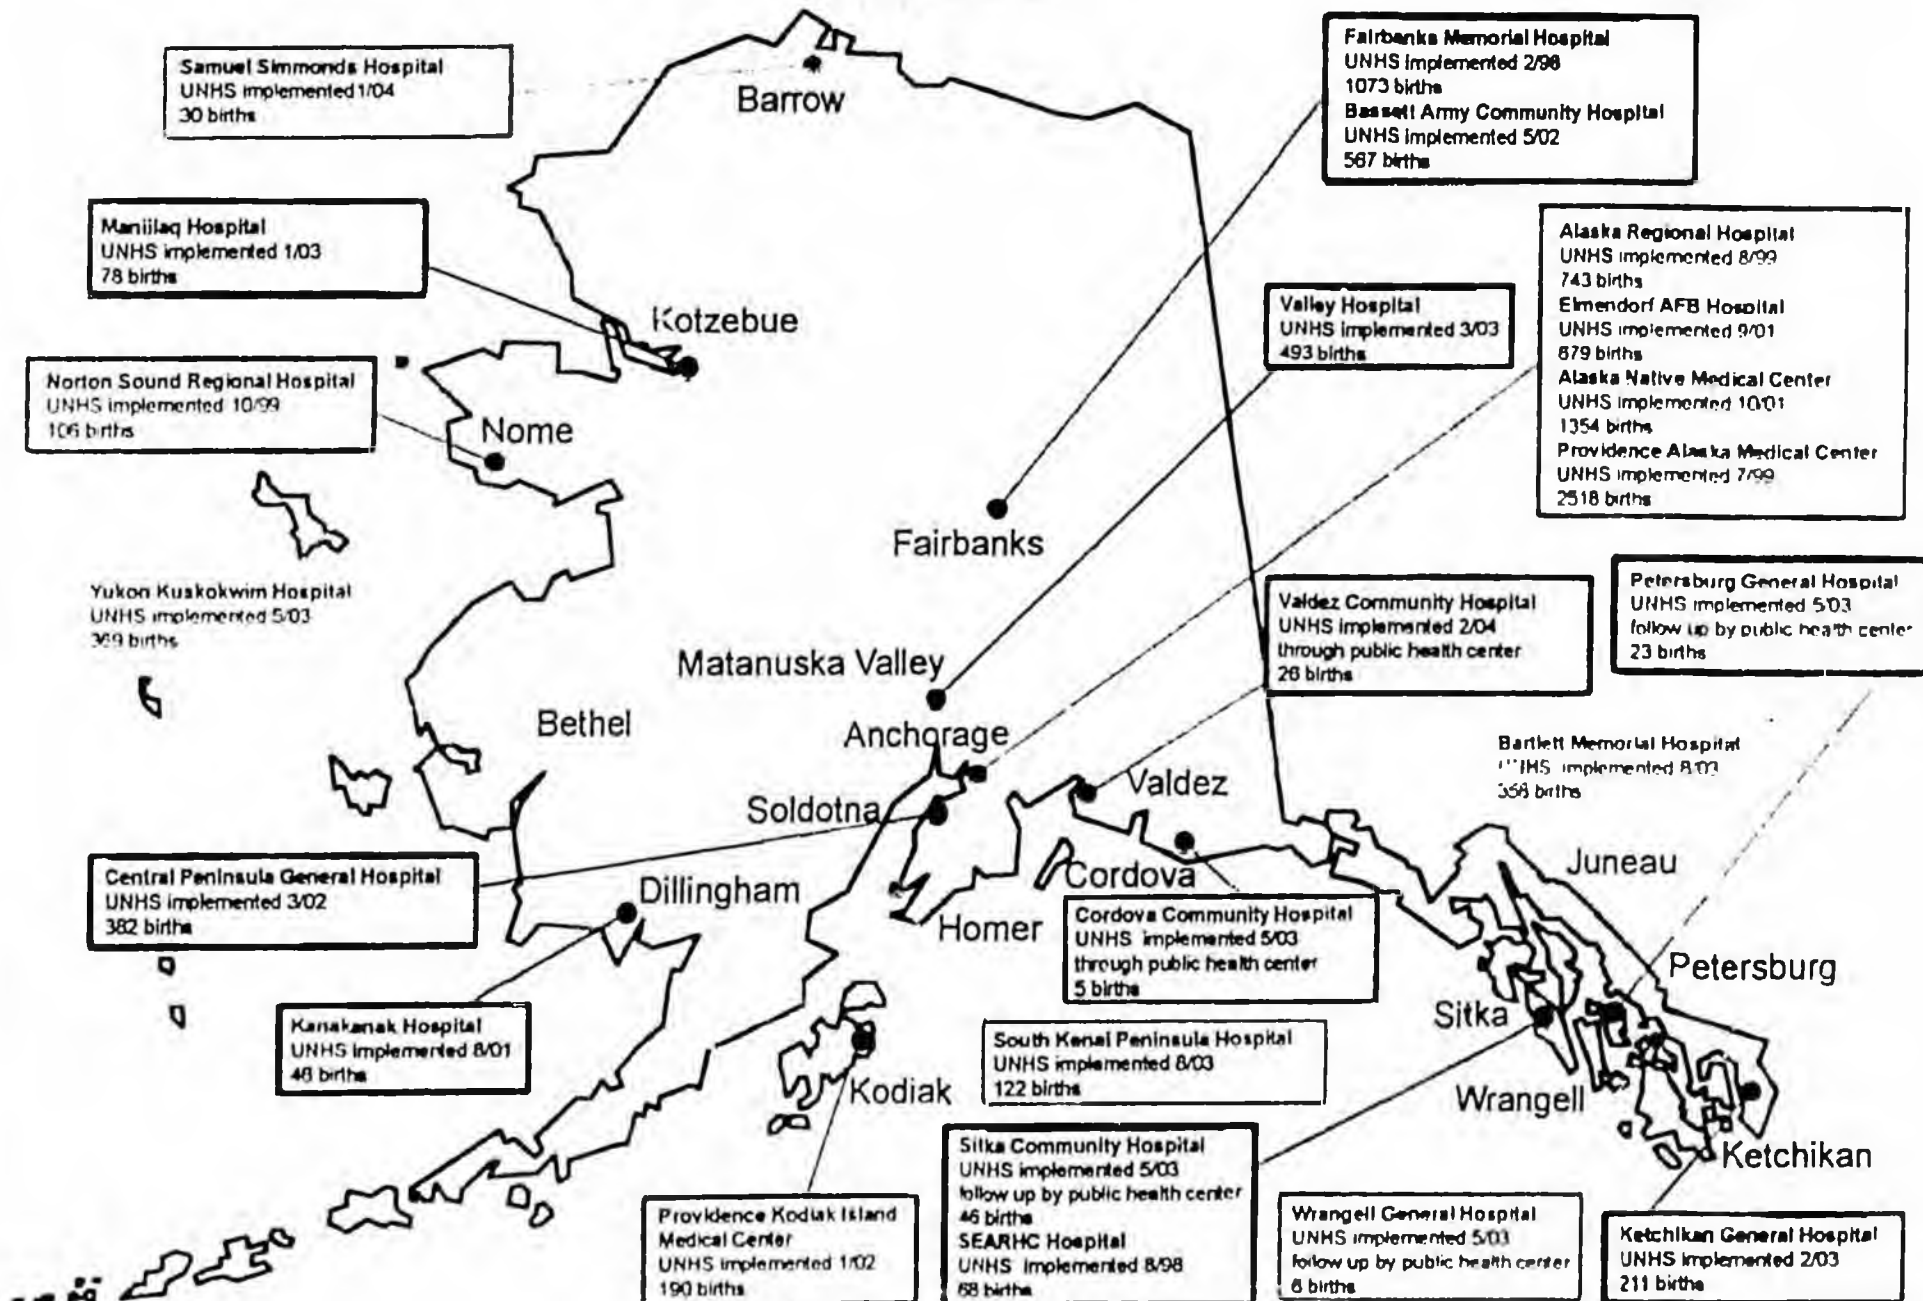 Samuel Simmonds Hospital
UNHS implemented 1/04
30 births
Barrow
Fairbanks Memorial Hospital
UNHS implemented 2/98
1073 births
Bassett Army Community Hospital
UNHS implemented 5/02
567 births
Maniilaq Hospital
UNHS implemented 1/03
78 births
Kotzebue
Alaska Regional Hospital
UNHS implemented 8/99
743 births
Elmendorf AFB Hospital
UNHS implemented 9/01
879 births
Alaska Native Medical Center
UNHS implemented 10/01
1354 births
Providence Alaska Medical Center
UNHS implemented 7/99
2518 births
Valley Hospital
UNHS implemented 3/03
493 births
Norton Sound Regional Hospital
UNHS implemented 10/99
106 births
Nome
Fairbanks
Yukon Kuskokwim Hospital
UNHS implemented 5/03
369 births
Valdez Community Hospital
UNHS implemented 2/04
through public health center
26 births
Petersburg General Hospital
UNHS implemented 5/03
follow up by public health center
23 births
Matanuska Valley
Bethel
Anchorage
Bartlett Memorial Hospital
implemented 8/03
births
Soldotna
Valdez
Juneau
Central Peninsula General Hospital
UNHS implemented 3/02
382 births
Dillingham
Homer
Cordova
Cordova Community Hospital
UNHS implemented 5/03
through public health center
5 births
Petersburg
Sitka
Kanakanak Hospital
UNHS implemented 8/01
46 births
Kodiak
South Kenai Peninsula Hospital
UNHS implemented 8/03
122 births
Wrangell
Ketchikan
Sitka Community Hospital
UNHS implemented 5/03
follow up by public health center
46 births
SEARHC Hospital
UNHS implemented 8/98
68 births
Providence Kodiak Island
Medical Center
UNHS implemented 1/02
190 births
Wrangell General Hospital
UNHS implemented 5/03
follow up by public health center
births
Ketchikan General Hospital
UNHS implemented 2/03
211 births